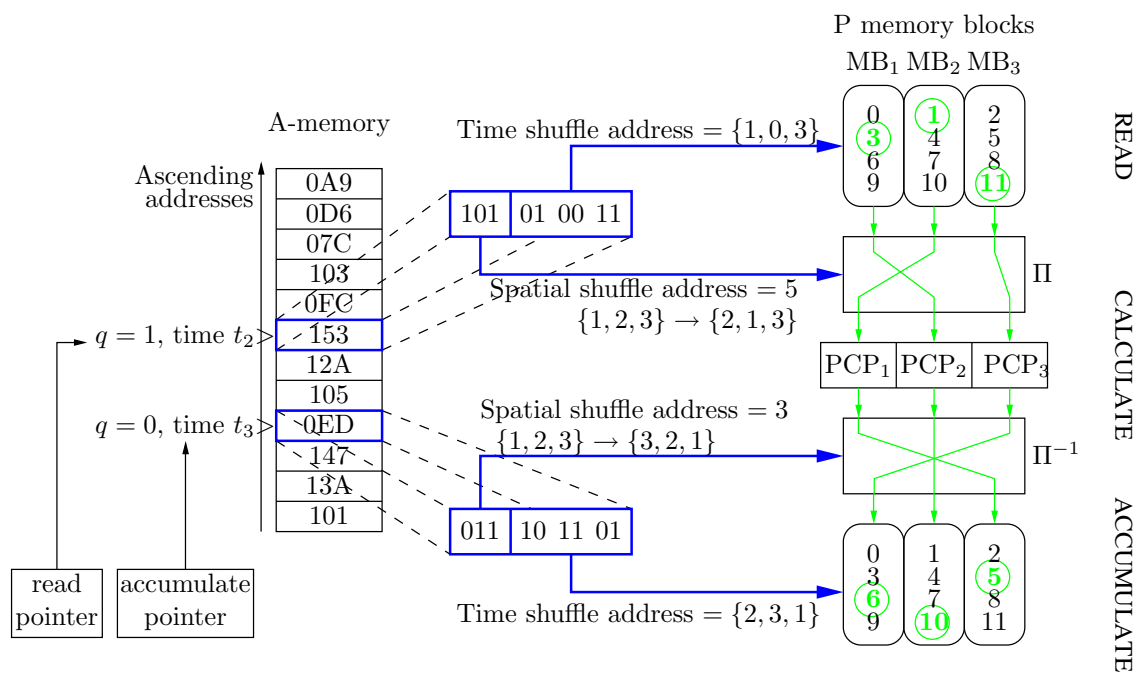 P memory blocks
MB₁ MB₂ MB₃
A-memory
Ascending
addresses
0A9
0D6
07C
103
0FC
153
12A
105
0ED
147
13A
101
q = 1, time t₂ >
q = 0, time t₃ >
read
pointer
accumulate
pointer
Time shuffle address = {1, 0, 3}
101 01 00 11
Spatial shuffle address = 5
{1, 2, 3} → {2, 1, 3}
Spatial shuffle address = 3
{1, 2, 3} → {3, 2, 1}
011 10 11 01
Time shuffle address = {2, 3, 1}
0 1 2
3 4 5
6 7 8
9 10 11
Π
PCP₁ PCP₂ PCP₃
Π⁻¹
0 1 2
3 4 5
6 7 8
9 10 11
READ
CALCULATE
ACCUMULATE